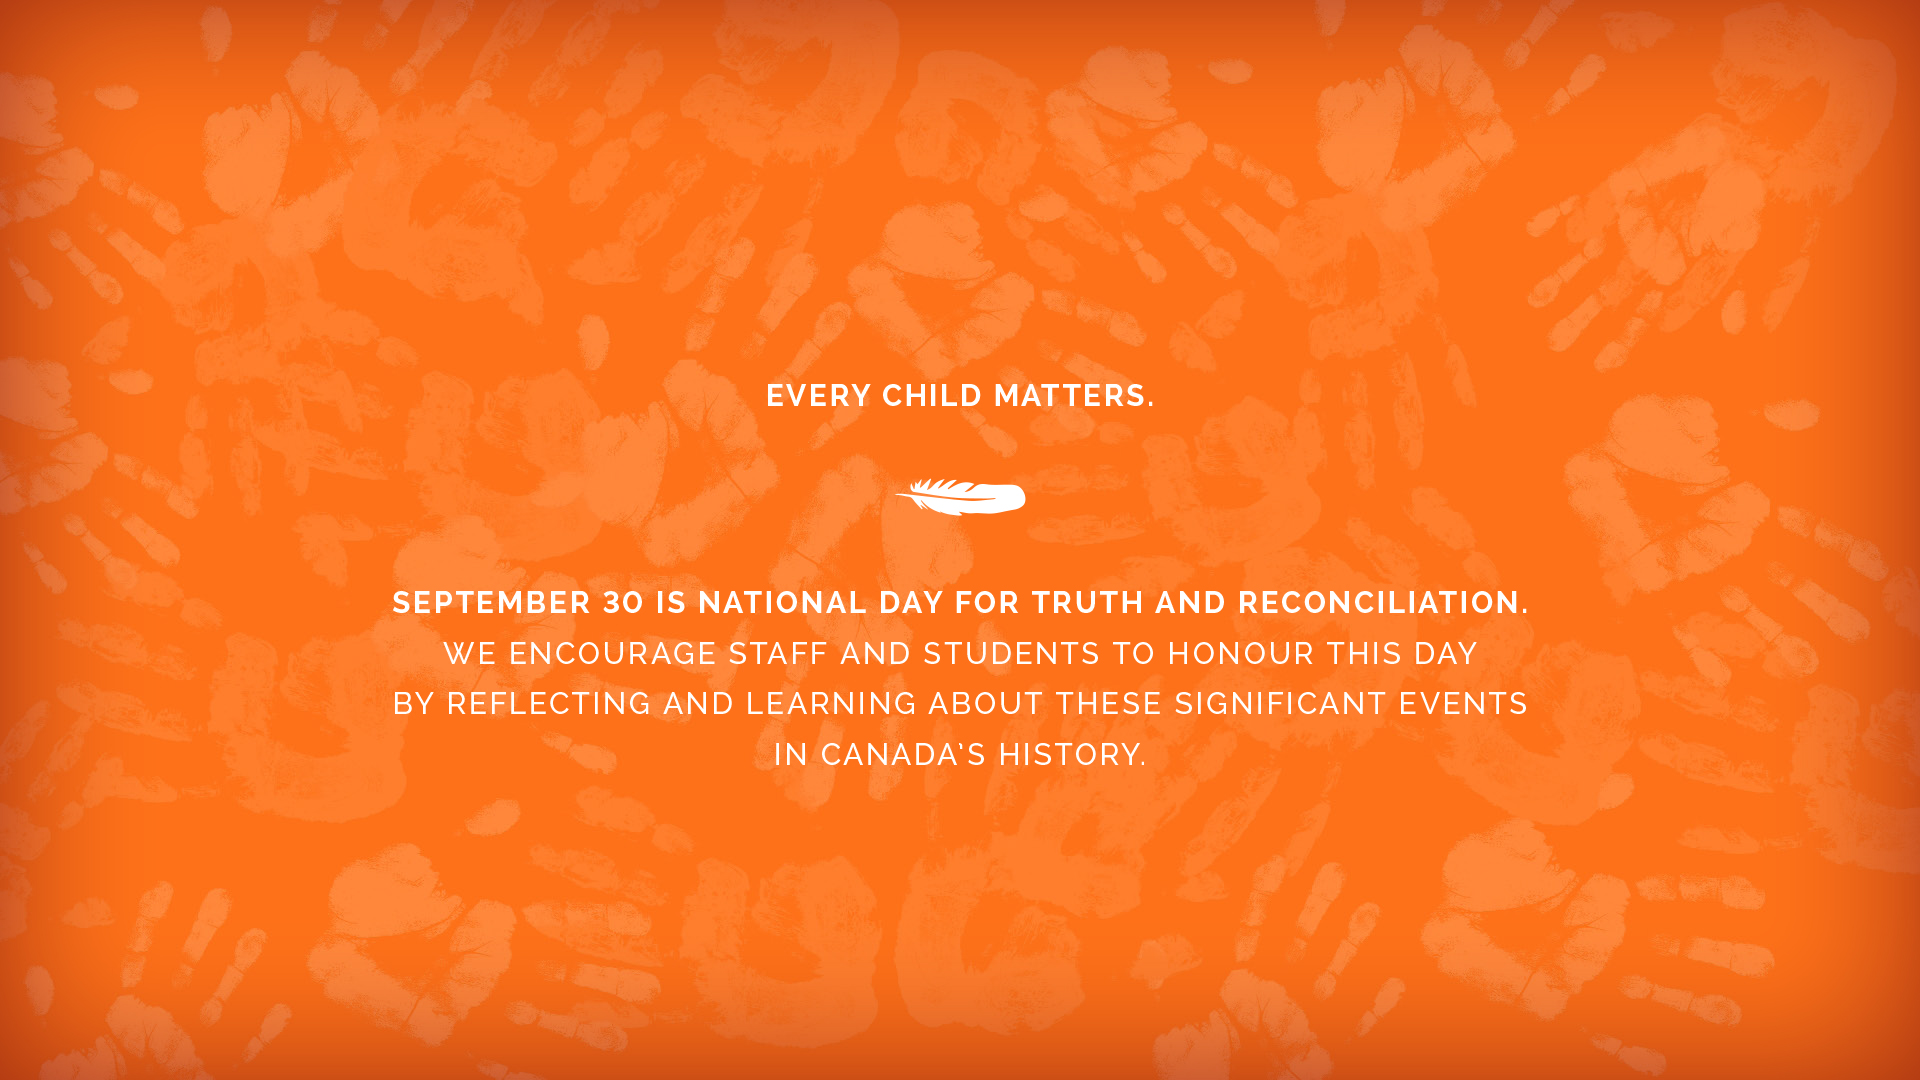 EVERY CHILD MATTERS.
SEPTEMBER 30 IS NATIONAL DAY FOR TRUTH AND RECONCILIATION.
WE ENCOURAGE STAFF AND STUDENTS TO HONOUR THIS DAY
BY REFLECTING AND LEARNING ABOUT THESE SIGNIFICANT EVENTS
IN CANADA‘S HISTORY.